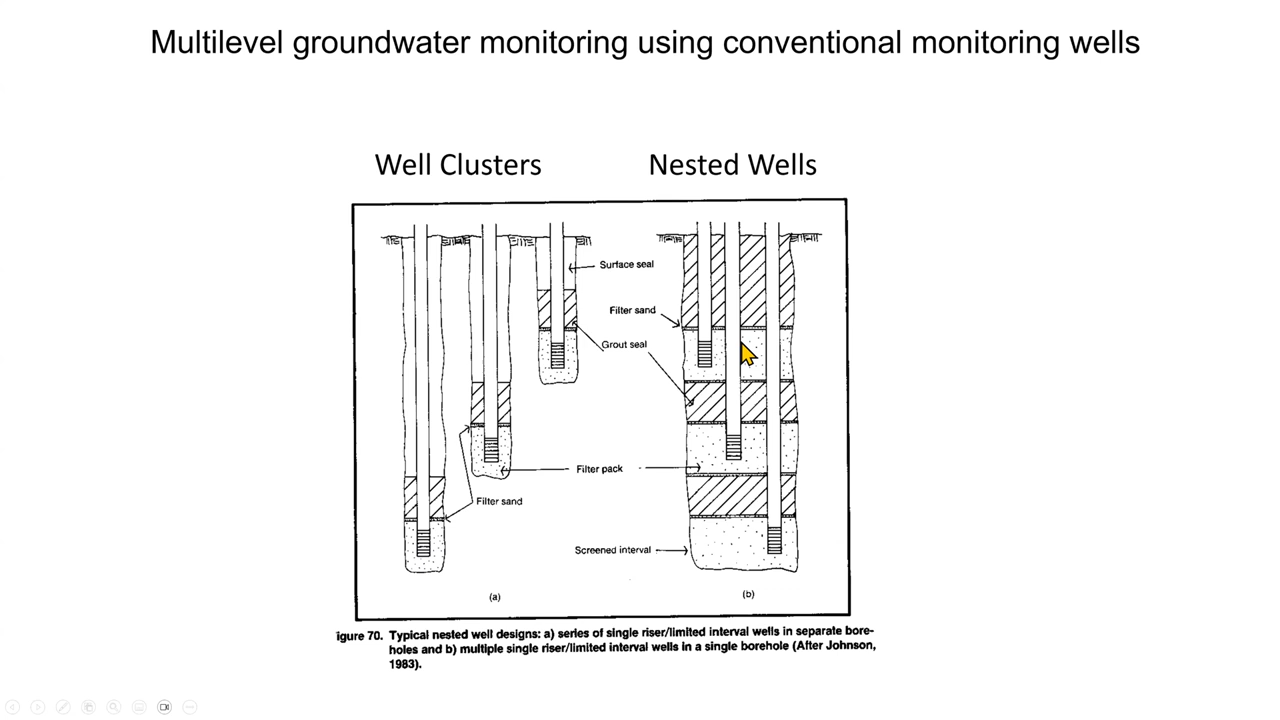 Multilevel groundwater monitoring using conventional monitoring wells
Well Clusters
Nested Wells
Surface seal
Filter sand
Grout seal
Filter pack
Filter sand
Screened interval
(a)
(b)
igure 70. Typical nested well designs: a) series of single riser/limited interval wells in separate bore-
holes and b) multiple single riser/limited interval wells in a single borehole (After Johnson,
1983).